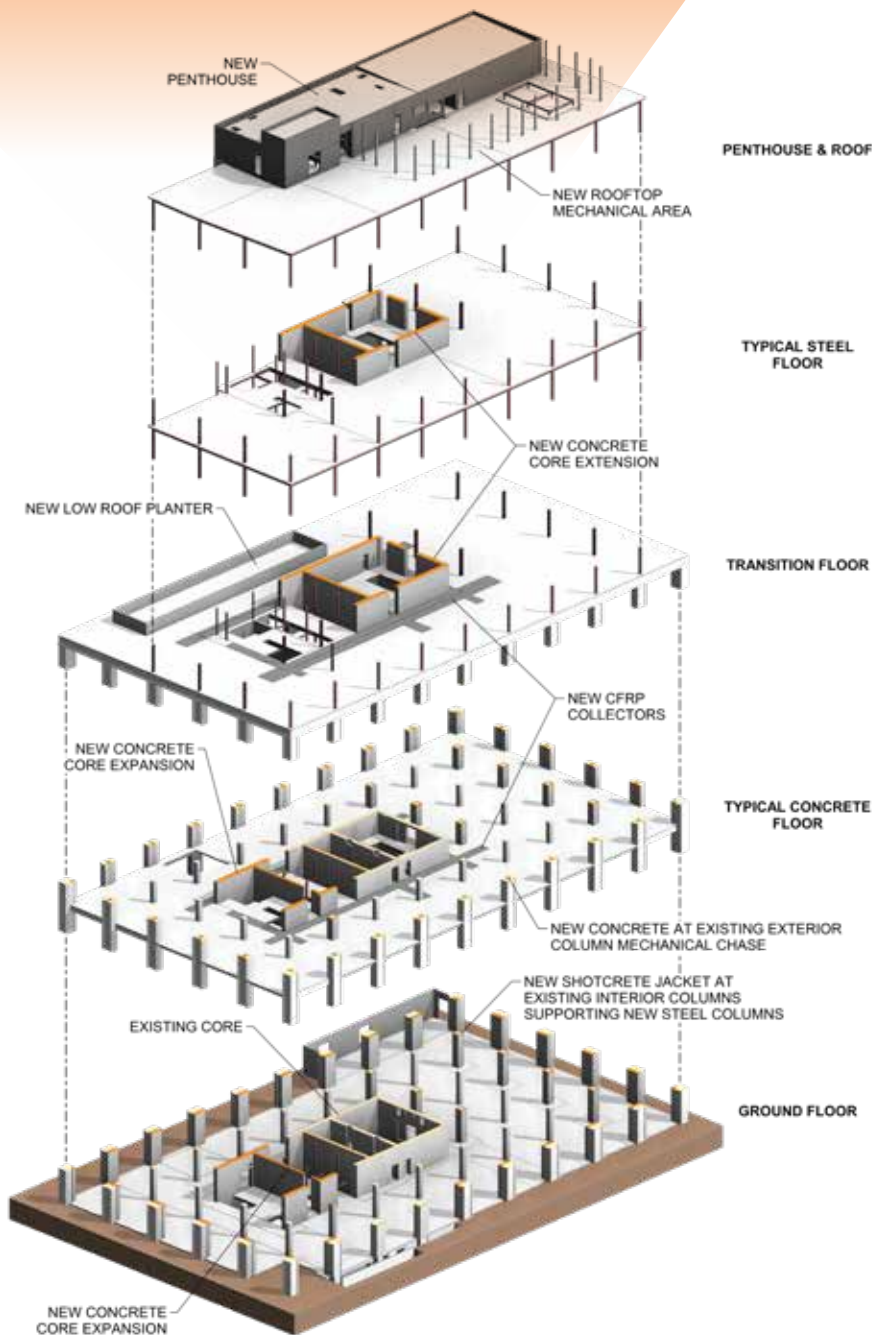 NEW
PENTHOUSE
PENTHOUSE & ROOF
NEW ROOFTOP
MECHANICAL AREA
TYPICAL STEEL
FLOOR
NEW CONCRETE
CORE EXTENSION
NEW LOW ROOF PLANTER
TRANSITION FLOOR
NEW CFRP
COLLECTORS
NEW CONCRETE
CORE EXPANSION
TYPICAL CONCRETE
FLOOR
NEW CONCRETE AT EXISTING EXTERIOR
COLUMN MECHANICAL CHASE
NEW SHOTCRETE JACKET AT
EXISTING INTERIOR COLUMNS
SUPPORTING NEW STEEL COLUMNS
EXISTING CORE
GROUND FLOOR
NEW CONCRETE
CORE EXPANSION